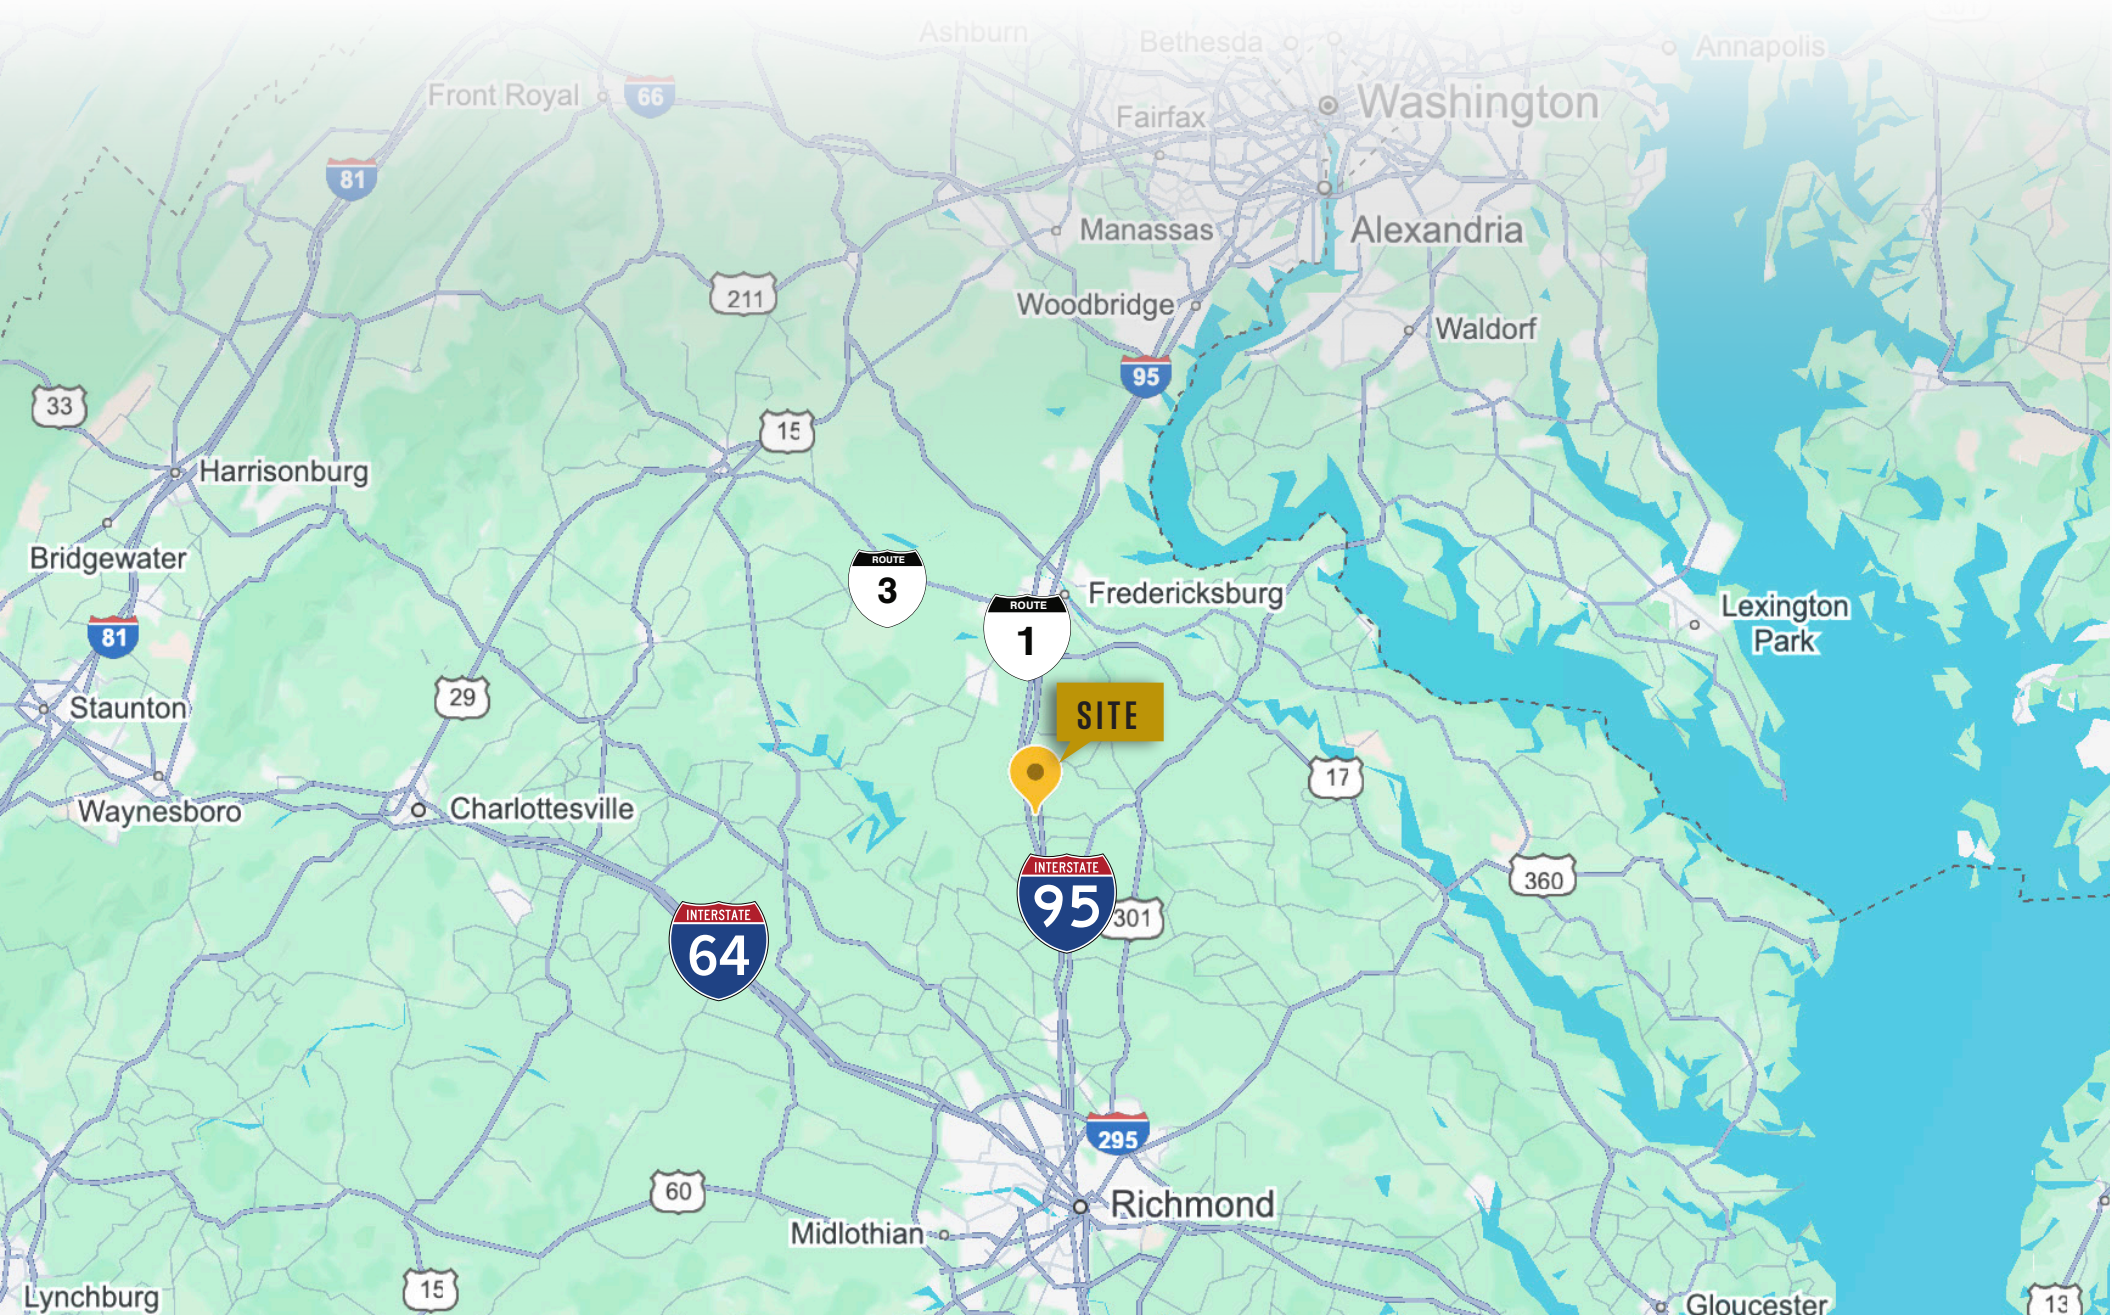 Ashburn
Bethesda
Annapolis
Front Royal
66
Washington
Fairfax
81
Manassas
Alexandria
211
Woodbridge
Waldorf
95
33
15
Harrisonburg
Bridgewater
ROUTE
3
Fredericksburg
ROUTE
1
Lexington
Park
81
29
Staunton
SITE
17
Waynesboro
Charlottesville
360
INTERSTATE
95
301
INTERSTATE
64
295
60
Richmond
Midlothian
15
Lynchburg
Gloucester
13